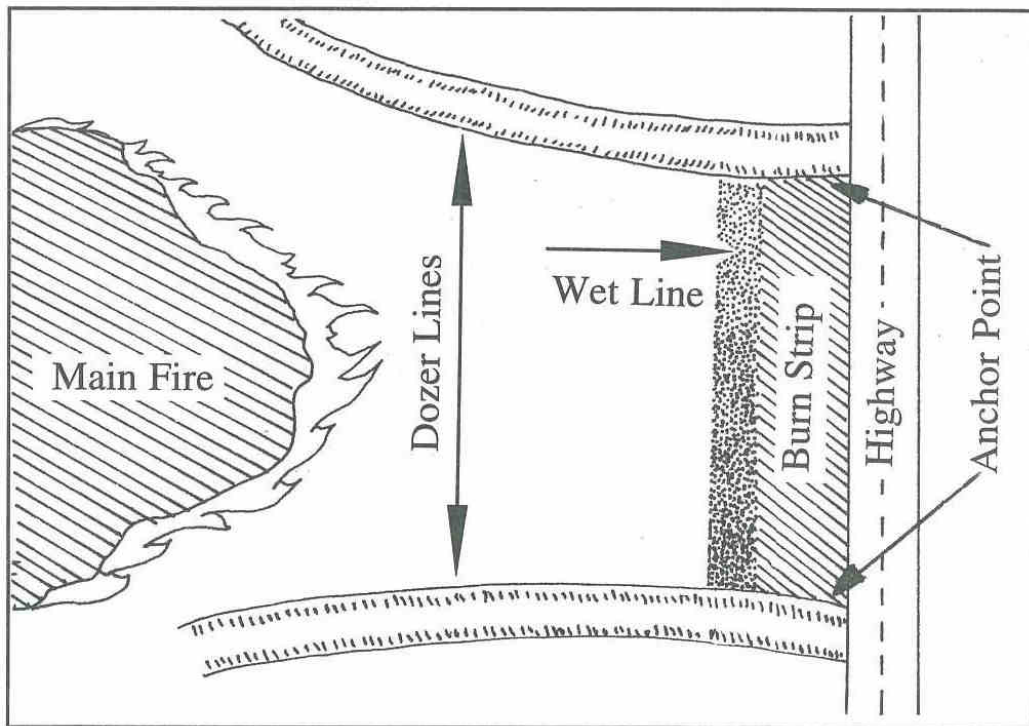 Main Fire
Dozer Lines
Wet Line
Burn Strip
Highway
Anchor Point